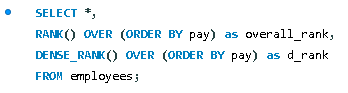 SELECT *,
RANK() OVER (ORDER BY pay) as overall_rank,
DENSE_RANK() OVER (ORDER BY pay) as d_rank
FROM employees;